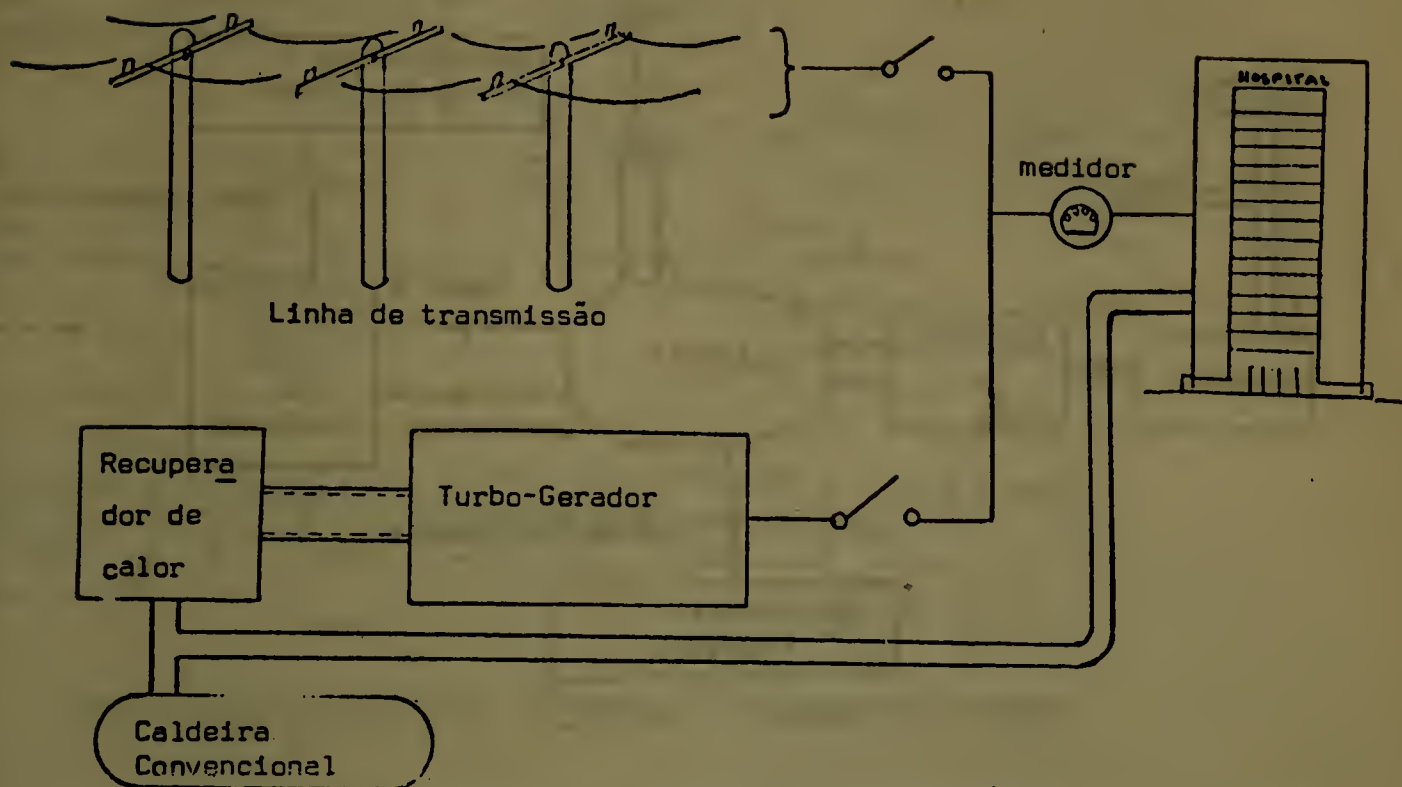 HOSPITAL
medidor
Linha de transmissão
Recupera
dor de
calor
Turbo-Gerador
Caldeira
Convencional